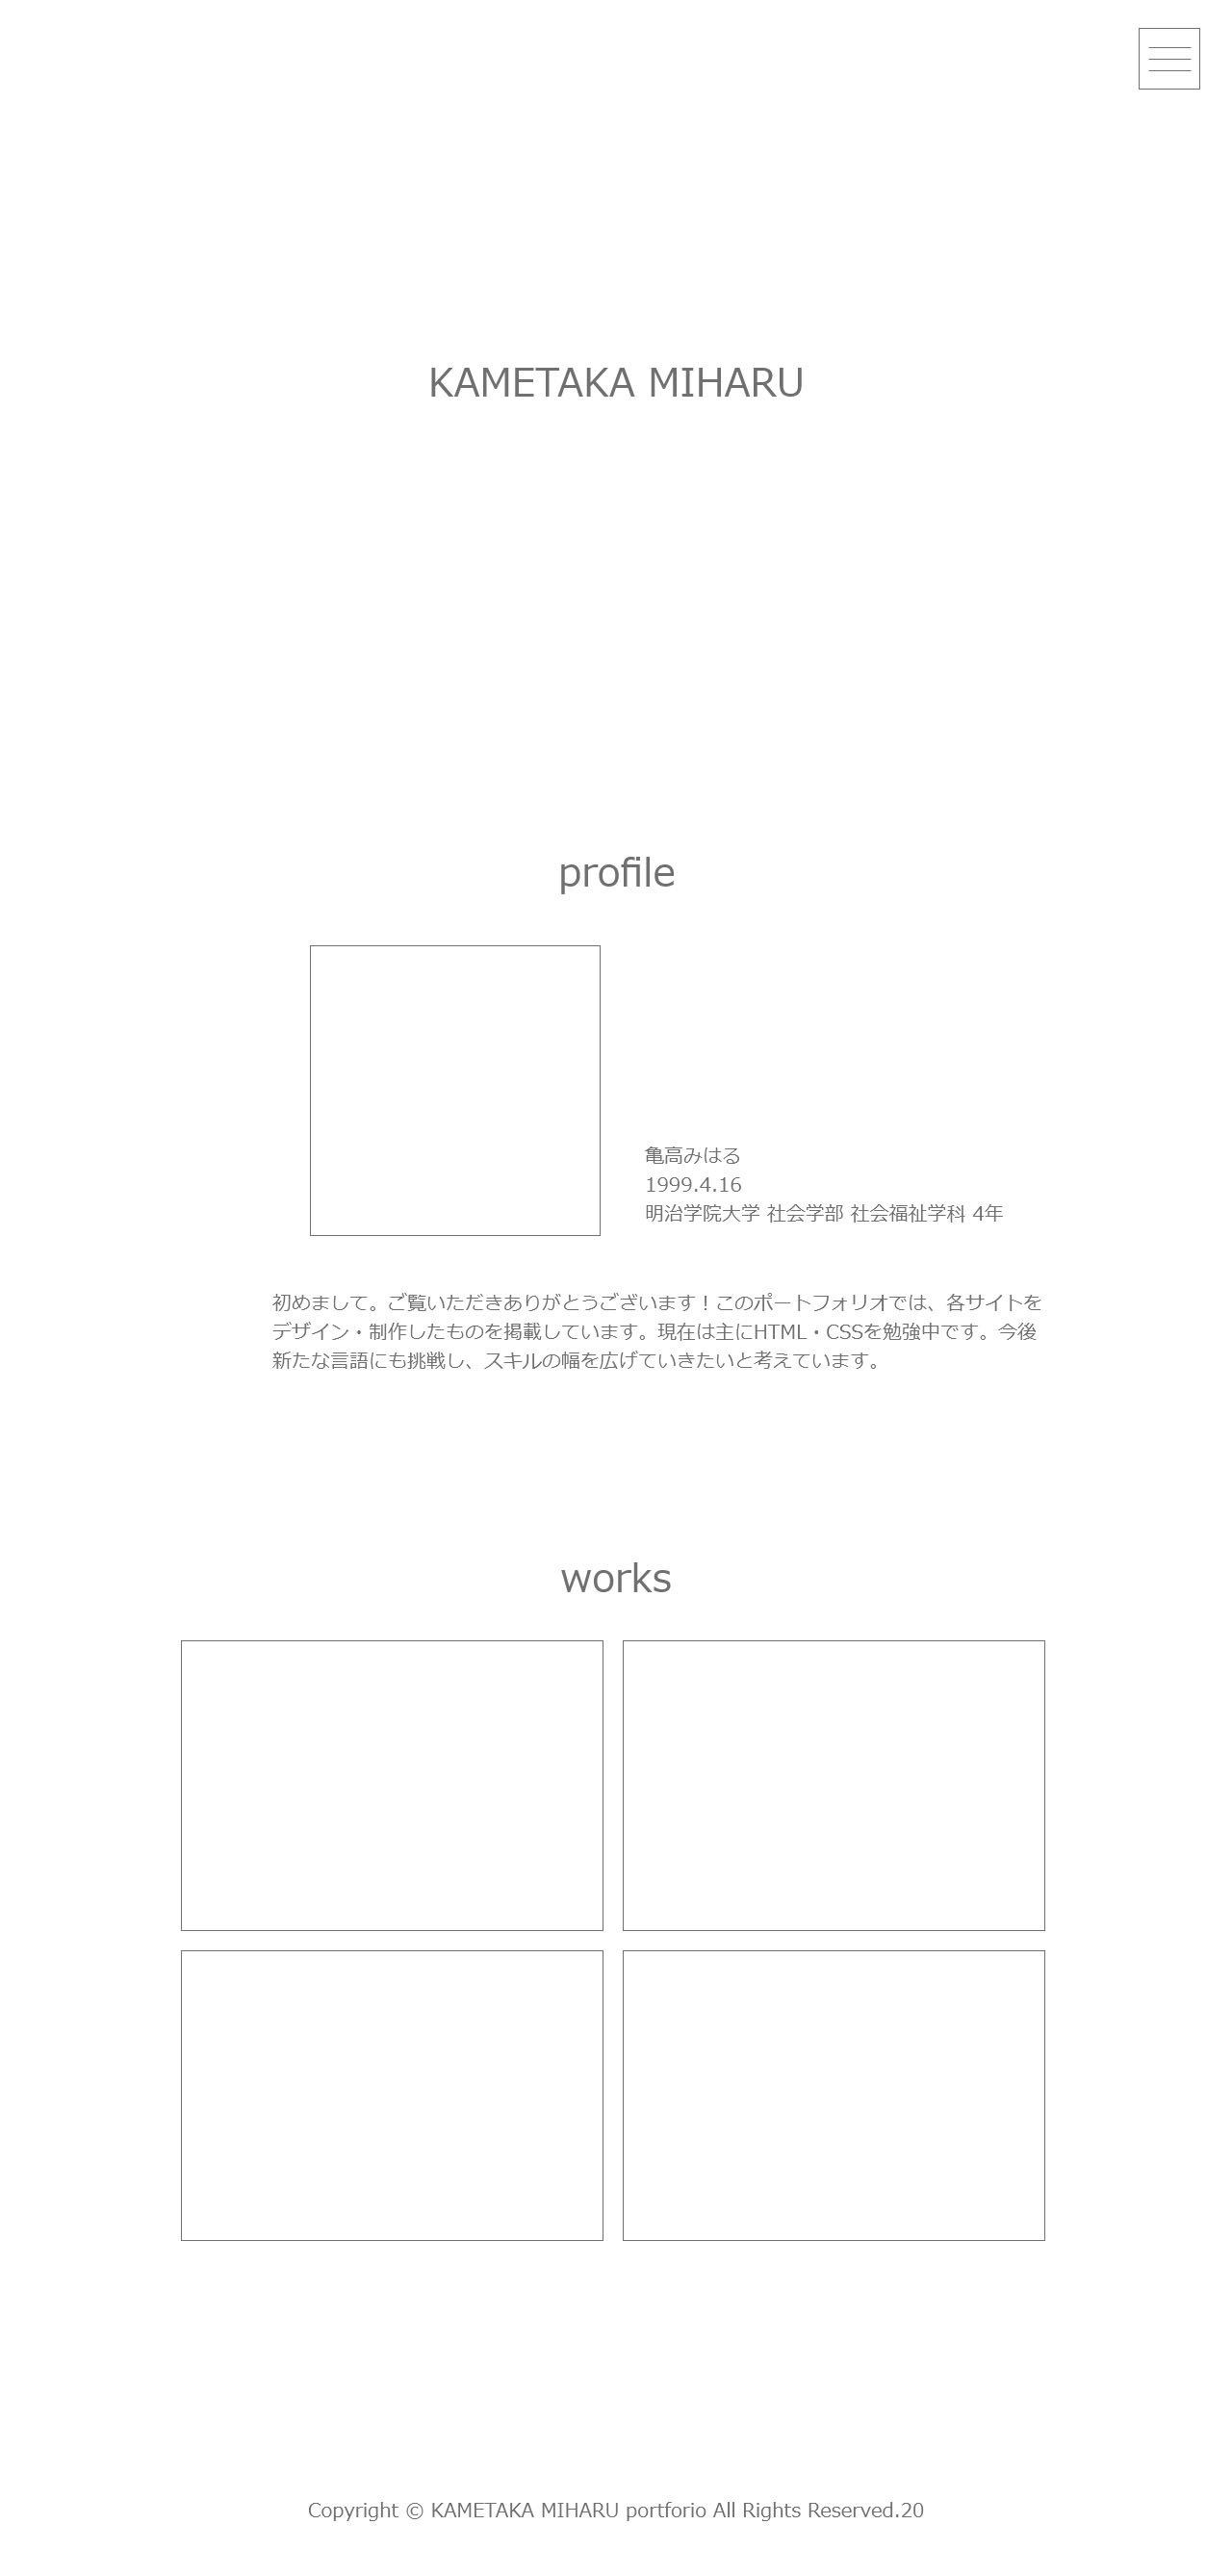 KAMETAKA MIHARU
profile
亀高みはる
1999.4.16
明治学院大学 社会学部 社会福祉学科 4年
初めまして。ご覧いただきありがとうございます！このポートフォリオでは、各サイトを
デザイン・制作したものを掲載しています。現在は主にHTML・CSSを勉強中です。今後
新たな言語にも挑戦し、スキルの幅を広げていきたいと考えています。
works
Copyright © KAMETAKA MIHARU portforio All Rights Reserved.20